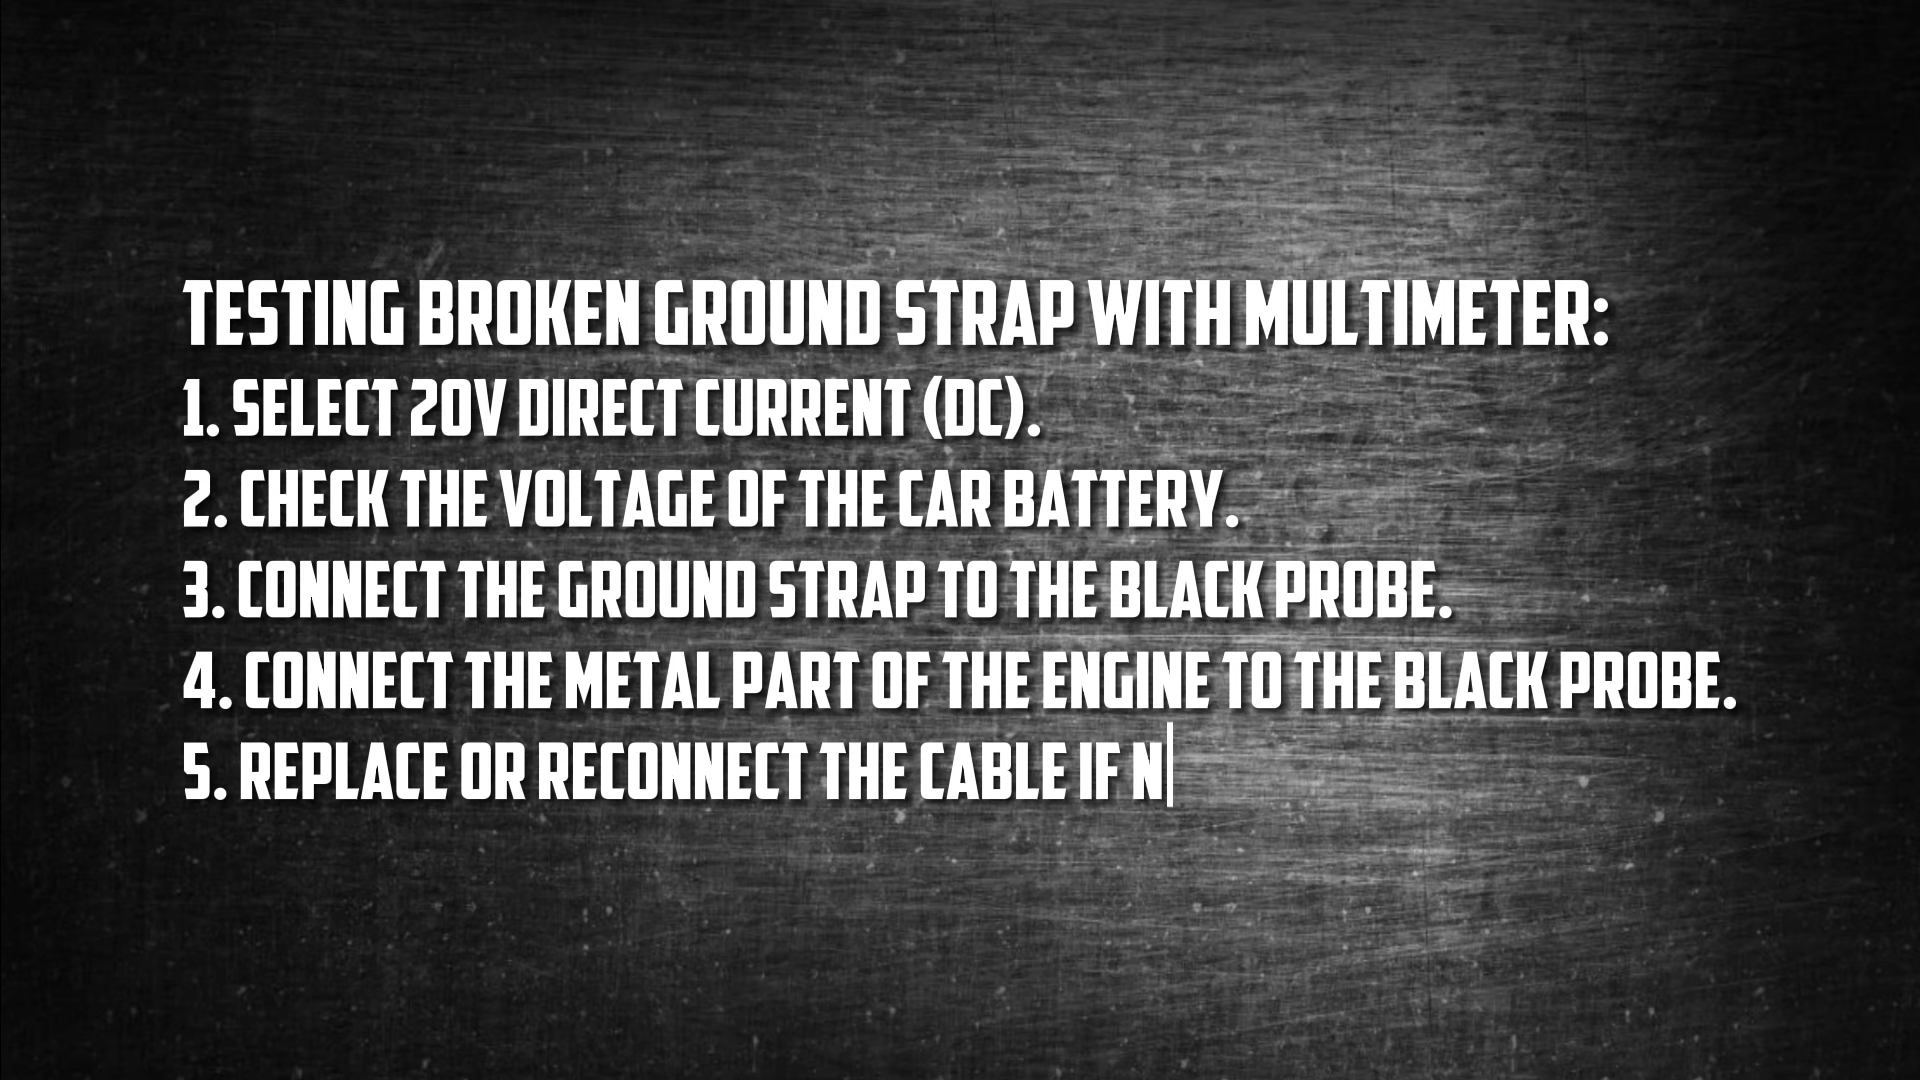 TESTING BROKEN GROUND STRAP WITH MULTIMETER:
1. SELECT 20V DIRECT CURRENT (DC).
2. CHECK THE VOLTAGE OF THE CAR BATTERY.
3. CONNECT THE GROUND STRAP TO THE BLACK PROBE.
4. CONNECT THE METAL PART OF THE ENGINE TO THE BLACK PROBE.
5. REPLACE OR RECONNECT THE CABLE IF N